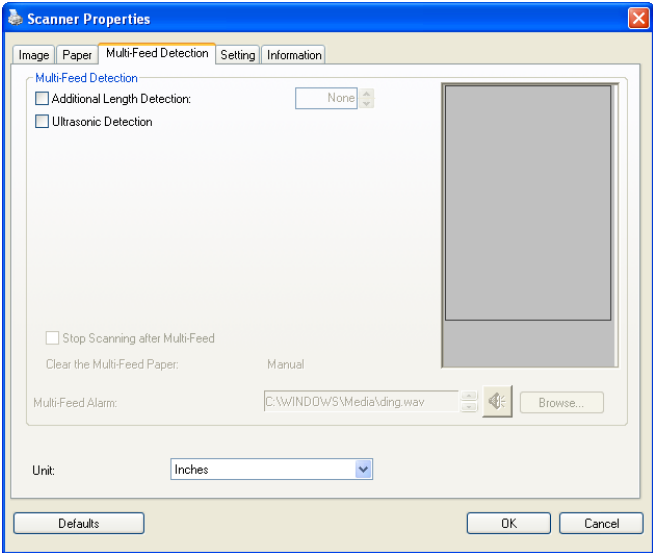 Scanner Properties
Image Paper Multi-Feed Detection Setting Information
Multi-Feed Detection
Additional Length Detection: None
Ultrasonic Detection
Stop Scanning after Multi-Feed
Clear the Multi-Feed Paper: Manual
Multi-Feed Alarm: C:\WINDOWS\Media\ding.wav Browse...
Unit: Inches
Defaults OK Cancel